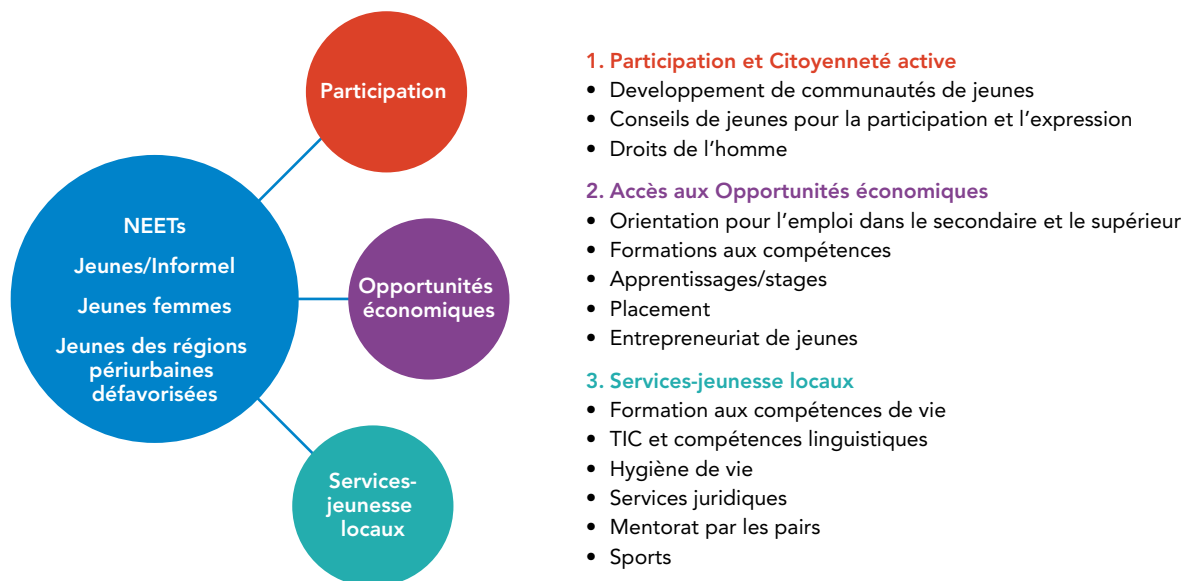 Participation
NEETs
Jeunes/Informel
Jeunes femmes
Jeunes des régions
périurbaines
défavorisées
Opportunités
économiques
Services-
jeunesse
locaux
1. Participation et Citoyenneté active
• Developpement de communautés de jeunes
• Conseils de jeunes pour la participation et l’expression
• Droits de l’homme
2. Accès aux Opportunités économiques
• Orientation pour l’emploi dans le secondaire et le supérieur
• Formations aux compétences
• Apprentissages/stages
• Placement
• Entrepreneuriat de jeunes
3. Services-jeunesse locaux
• Formation aux compétences de vie
• TIC et compétences linguistiques
• Hygiène de vie
• Services juridiques
• Mentorat par les pairs
• Sports